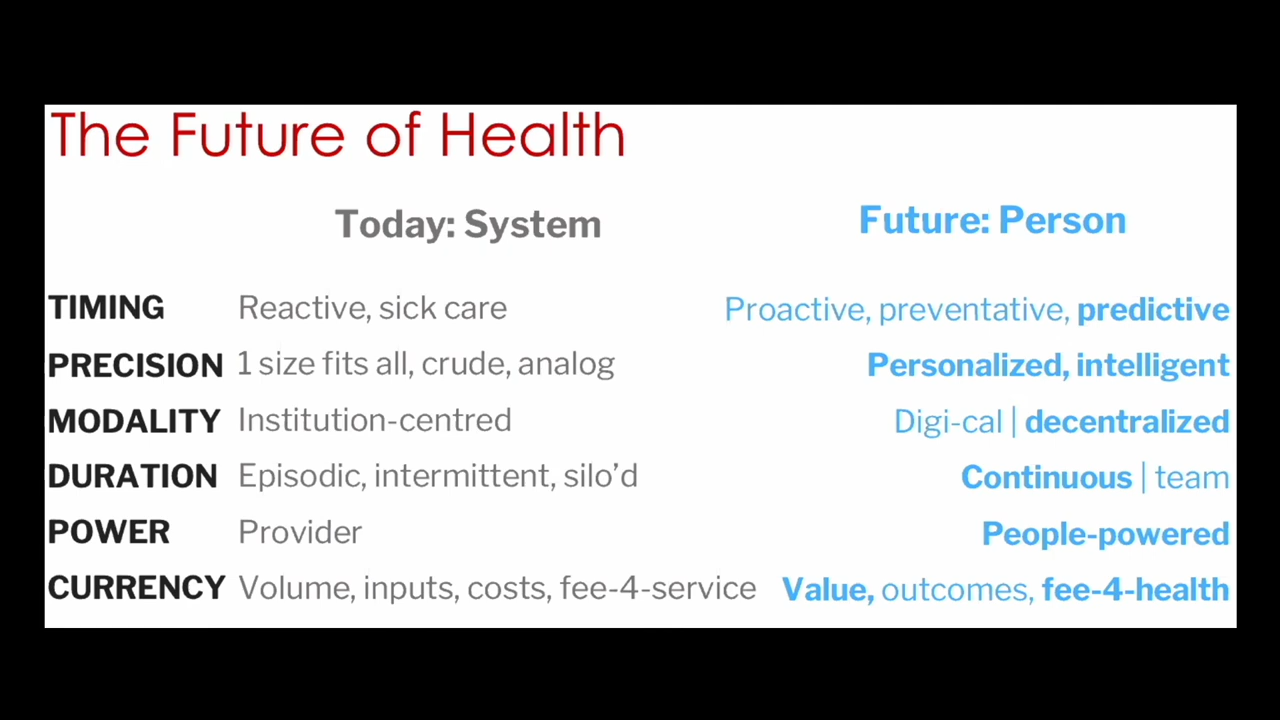 The Future of Health
Today: System Future: Person
TIMING Reactive, sick care Proactive, preventative, predictive
PRECISION 1 size fits all, crude, analog Personalized, intelligent
MODALITY Institution-centred Digi-cal | decentralized
DURATION Episodic, intermittent, silo’d Continuous | team
POWER Provider People-powered
CURRENCY Volume, inputs, costs, fee-4-service Value, outcomes, fee-4-health